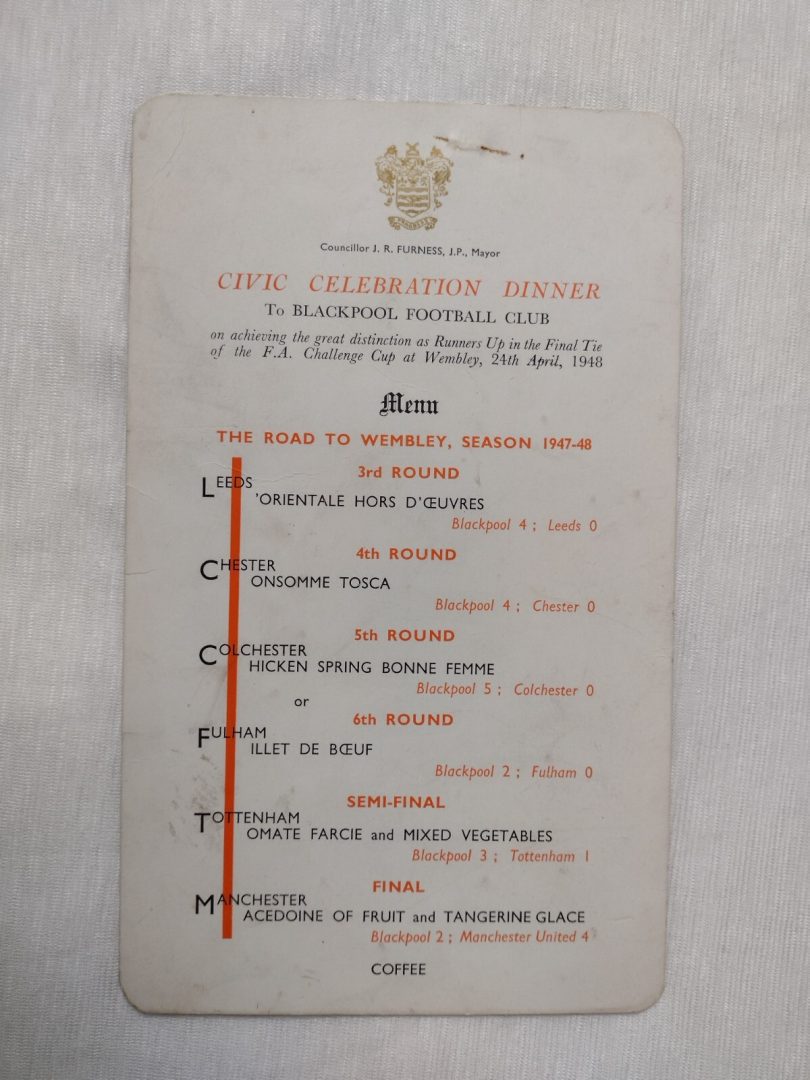 PROGRESS
Councillor J. R. FURNESS, J.P., Mayor
CIVIC CELEBRATION DINNER
To BLACKPOOL FOOTBALL CLUB
on achieving the great distinction as Runners Up in the Final Tie
of the F.A. Challenge Cup at Wembley, 24th April, 1948
Menu
THE ROAD TO WEMBLEY, SEASON 1947-48
3rd ROUND
LEEDS
'ORIENTALE HORS D'ŒUVRES
Blackpool 4 ; Leeds 0
4th ROUND
CHESTER
ONSOMME TOSCA
Blackpool 4 ; Chester 0
5th ROUND
COLCHESTER
HICKEN SPRING BONNE FEMME
Blackpool 5 ; Colchester 0
or
6th ROUND
FULHAM
ILLET DE BŒUF
Blackpool 2 ; Fulham 0
SEMI-FINAL
TOTTENHAM
OMATE FARCIE and MIXED VEGETABLES
Blackpool 3 ; Tottenham 1
FINAL
MANCHESTER
ACEDOINE OF FRUIT and TANGERINE GLACE
Blackpool 2 ; Manchester United 4
COFFEE